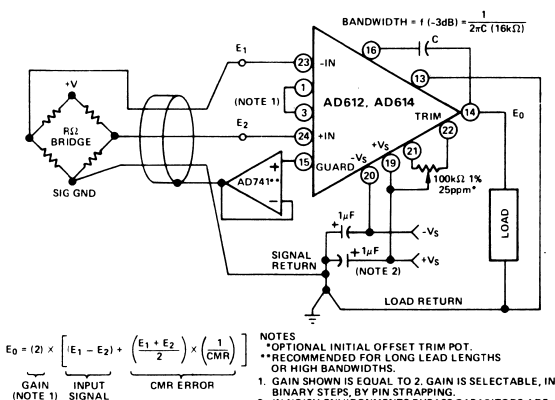 BANDWIDTH = f (-3dB) = 1 / 2πC (16kΩ)
E1
23
-IN
16
C
13
+V
1
(NOTE 1)
3
AD612, AD614
14
E0
RΩ
BRIDGE
E2
24
+IN
TRIM
22
15
GUARD
-VS
+VS
21
SIG GND
AD741**
+
-
20
19
100kΩ 1%
25ppm*
LOAD
+ 1μF
-VS
SIGNAL
RETURN
+ 1μF
+VS
(NOTE 2)
LOAD RETURN
E0 = (2) × [(E1 - E2) + (E1 + E2 / 2) × (1 / CMR)]
GAIN
(NOTE 1)
INPUT
SIGNAL
CMR ERROR
NOTES
*OPTIONAL INITIAL OFFSET TRIM POT.
**RECOMMENDED FOR LONG LEAD LENGTHS
OR HIGH BANDWIDTHS.
1. GAIN SHOWN IS EQUAL TO 2. GAIN IS SELECTABLE, IN
BINARY STEPS, BY PIN STRAPPING.